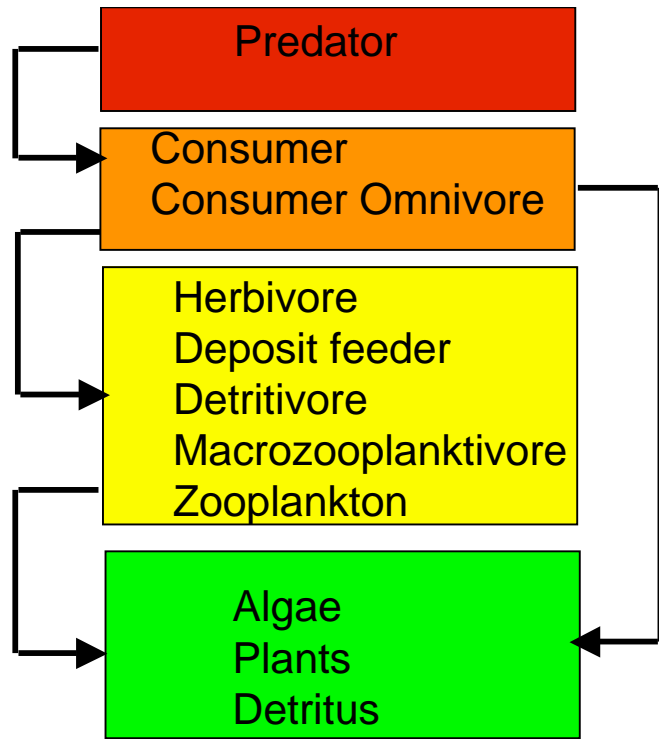 Predator
Consumer
Consumer Omnivore
Herbivore
Deposit feeder
Detritivore
Macrozooplanktivore
Zooplankton
Algae
Plants
Detritus